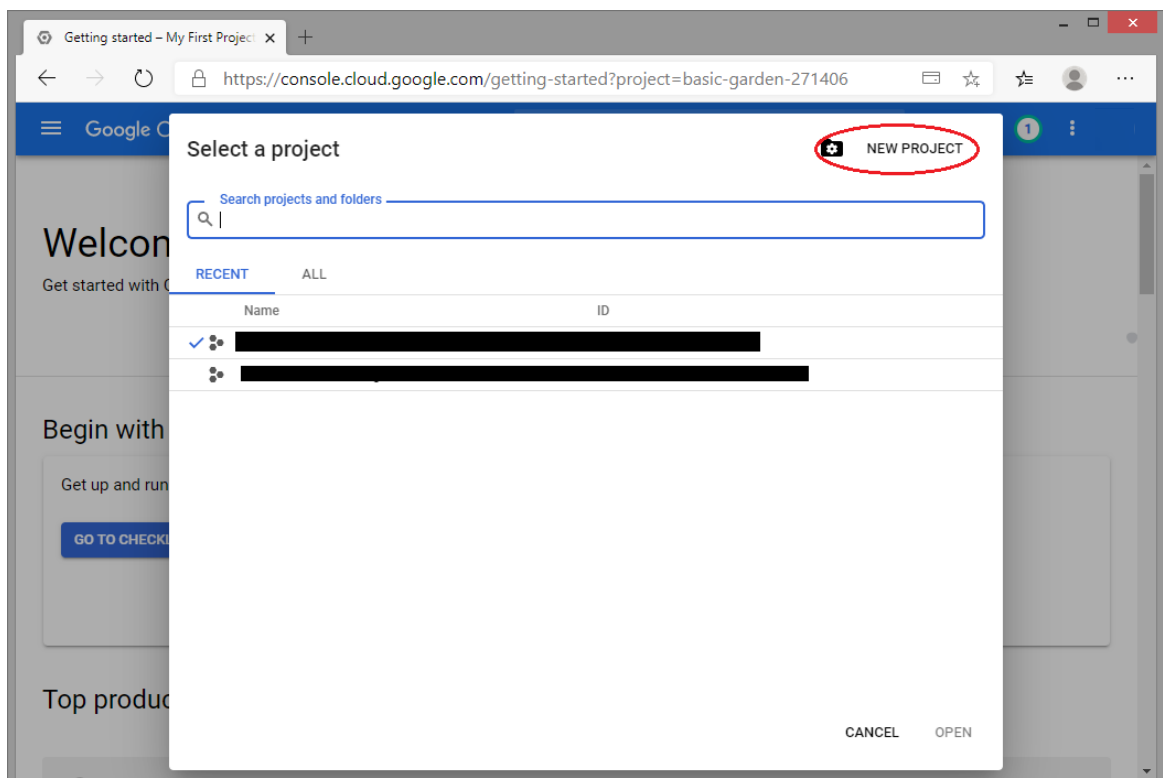 Getting started – My First Project
https://console.cloud.google.com/getting-started?project=basic-garden-271406
Google C
1
Select a project
NEW PROJECT
Search projects and folders
Welcon
Get started with
RECENT ALL
Name ID
Begin with
Get up and run
GO TO CHECKL
Top produc
CANCEL OPEN